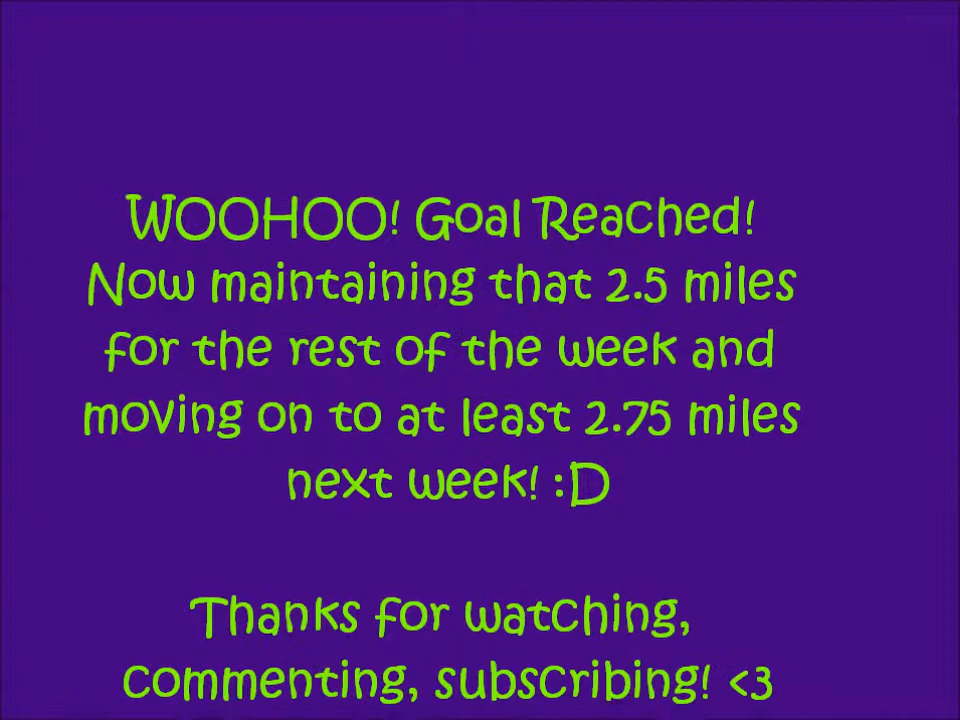 WOOHOO! Goal Reached!
Now maintaining that 2.5 miles
for the rest of the week and
moving on to at least 2.75 miles
next week! :D
Thanks for watching,
commenting, subscribing! <3